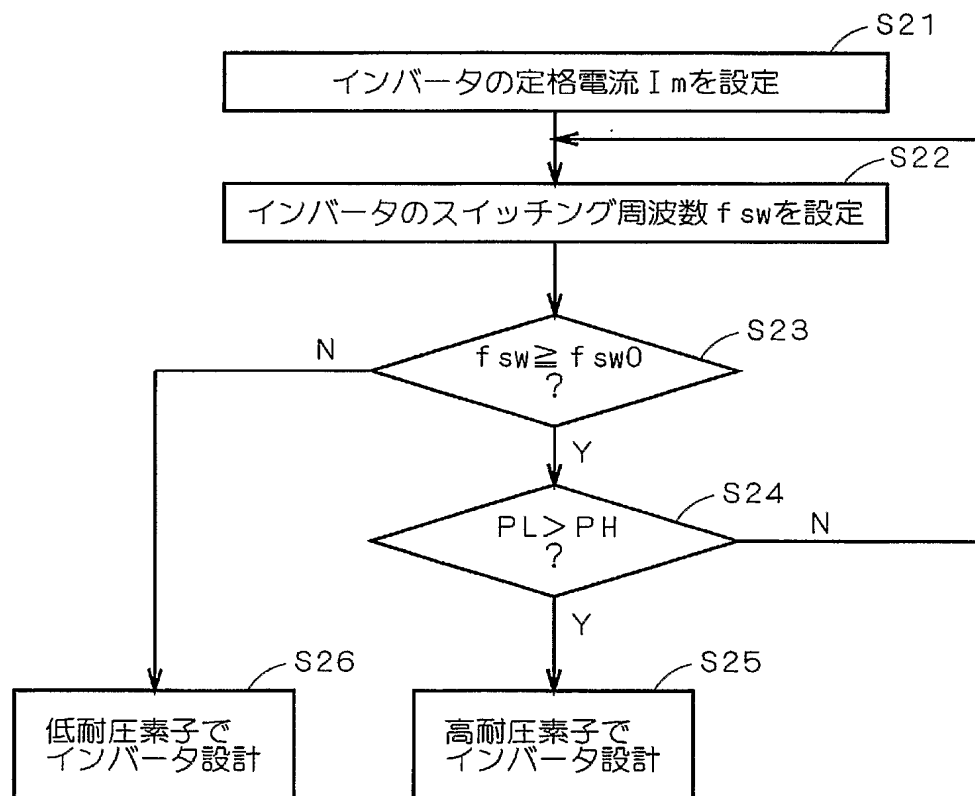 S21
インバータの定格電流Ｉｍを設定
S22
インバータのスイッチング周波数ｆｓｗを設定
S23
ｆｓｗ≧ｆｓｗ０
？
N
Y
S24
ＰＬ＞ＰＨ
？
N
Y
S26
低耐圧素子で
インバータ設計
S25
高耐圧素子で
インバータ設計